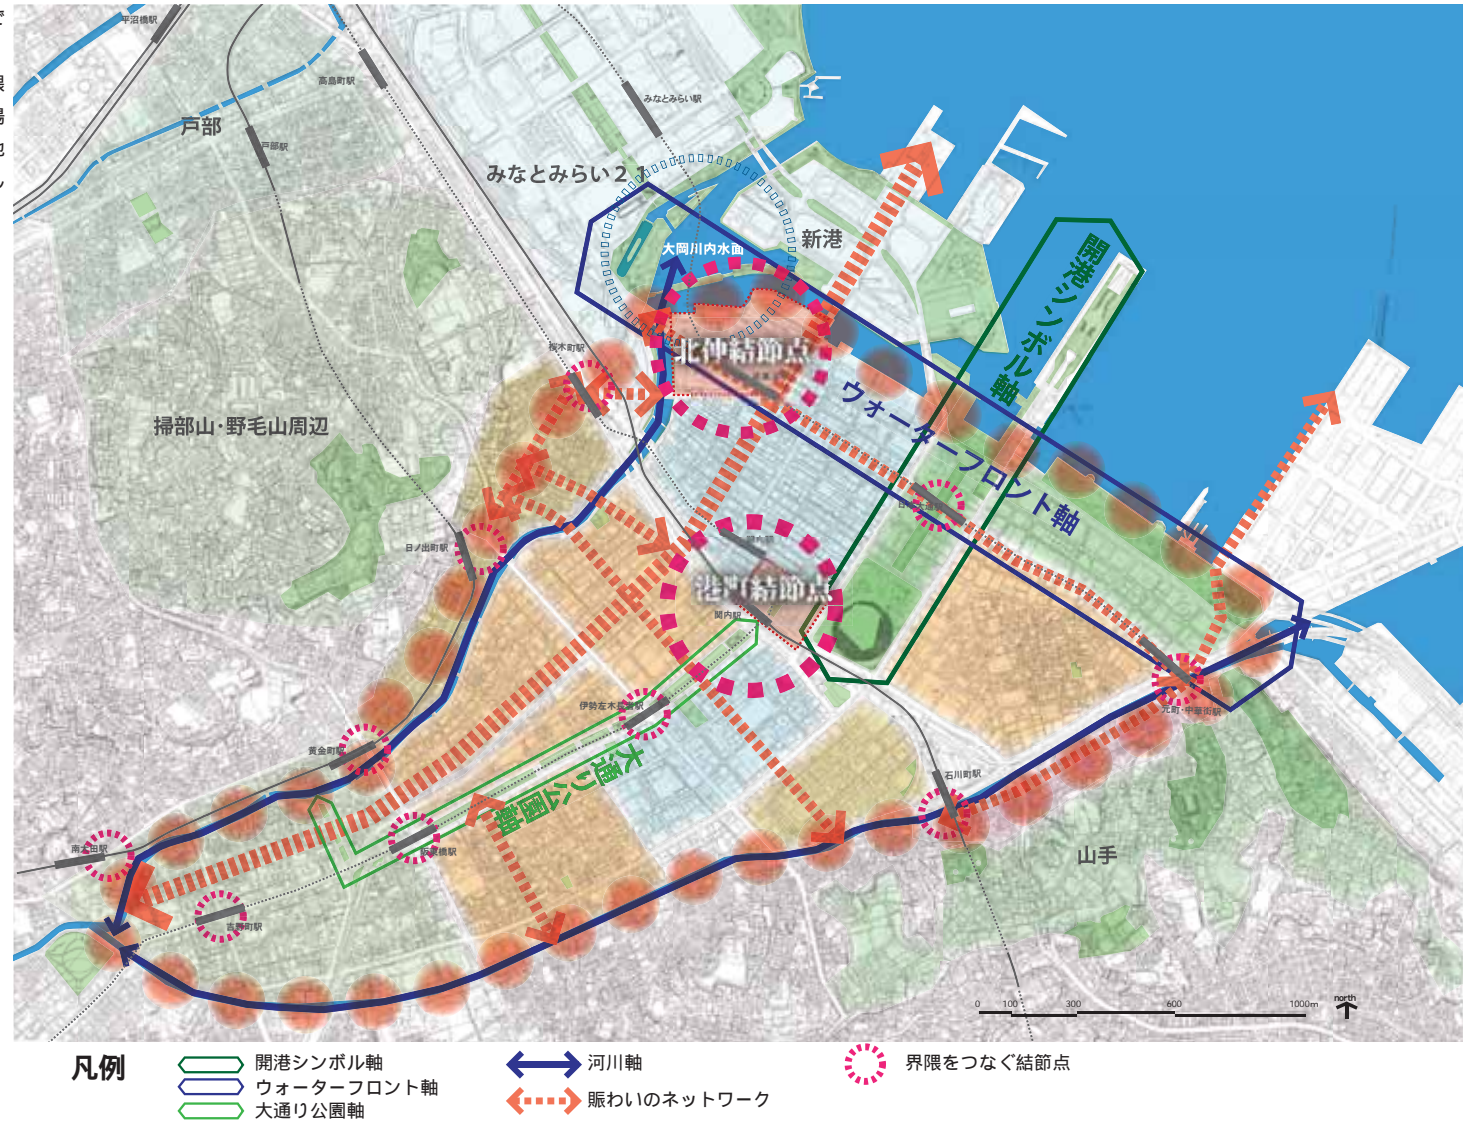 平沼橋駅
高島町駅
みなとみらい駅
戸部
戸部駅
みなとみらい２１
大岡川内水面
新港
開港シンボル軸
桜木町駅
北仲結節点
ウォーターフロント軸
掃部山・野毛山周辺
日ノ出町駅
港町結節点
関内駅
伊勢佐木長者町駅
元町・中華街駅
黄金町駅
大通り公園軸
石川町駅
南太田駅
阪東橋駅
山手
吉野町駅
0 100 300 600 1000m
north
凡例
開港シンボル軸
ウォーターフロント軸
大通り公園軸
河川軸
賑わいのネットワーク
界隈をつなぐ結節点